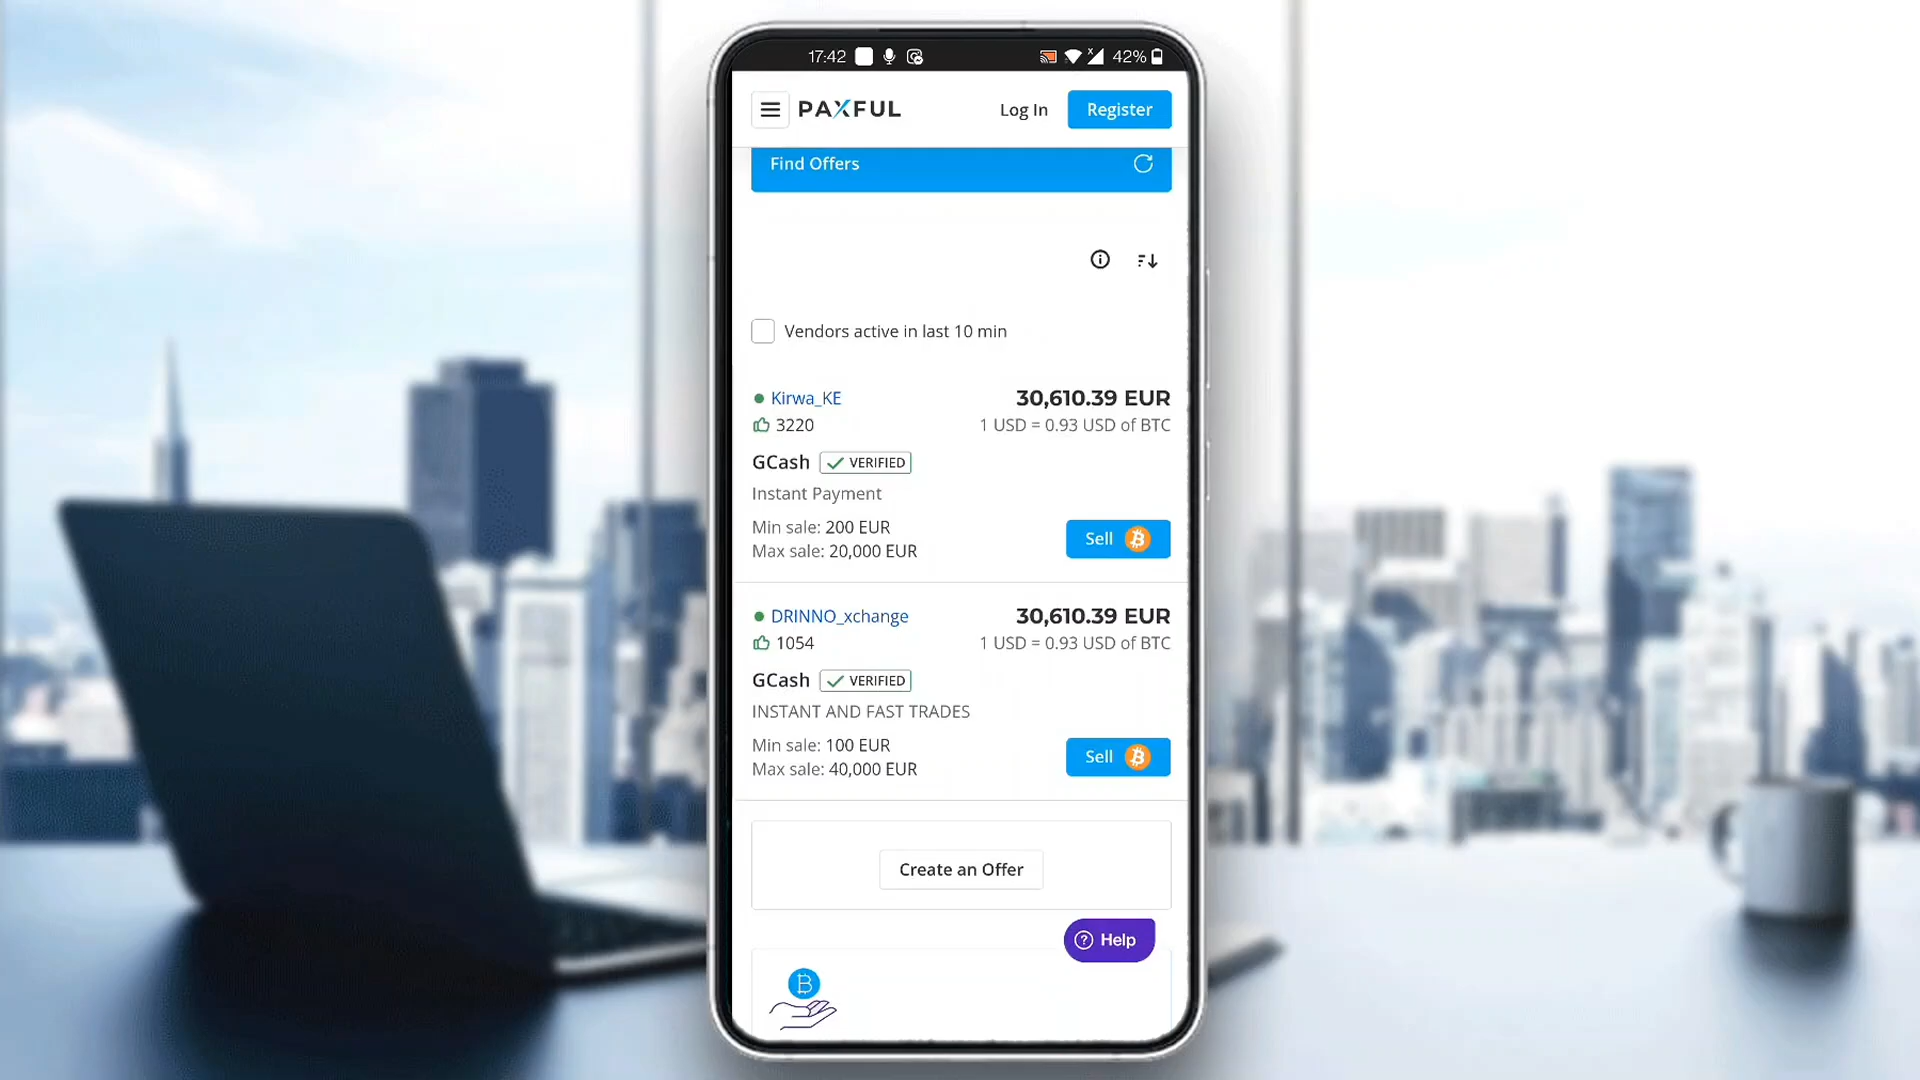 17:42 42%
PAXFUL Log In Register
Find Offers
Vendors active in last 10 min
Kirwa_KE 30,610.39 EUR
3220 1 USD = 0.93 USD of BTC
GCash VERIFIED
Instant Payment
Min sale: 200 EUR
Max sale: 20,000 EUR
Sell
DRINNO_xchange 30,610.39 EUR
1054 1 USD = 0.93 USD of BTC
GCash VERIFIED
INSTANT AND FAST TRADES
Min sale: 100 EUR
Max sale: 40,000 EUR
Sell
Create an Offer
Help